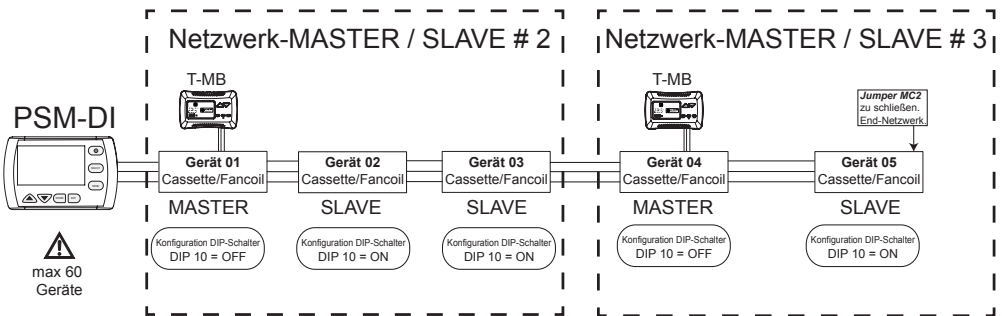 Netzwerk-MASTER / SLAVE # 2
Netzwerk-MASTER / SLAVE # 3
T-MB
T-MB
Jumper MC2
zu schließen.
End-Netzwerk.
PSM-DI
Gerät 01
Cassette/Fancoil
Gerät 02
Cassette/Fancoil
Gerät 03
Cassette/Fancoil
Gerät 04
Cassette/Fancoil
Gerät 05
Cassette/Fancoil
MASTER
SLAVE
SLAVE
MASTER
SLAVE
Konfiguration DIP-Schalter
DIP 10 = OFF
Konfiguration DIP-Schalter
DIP 10 = ON
Konfiguration DIP-Schalter
DIP 10 = ON
Konfiguration DIP-Schalter
DIP 10 = OFF
Konfiguration DIP-Schalter
DIP 10 = ON
max 60
Geräte